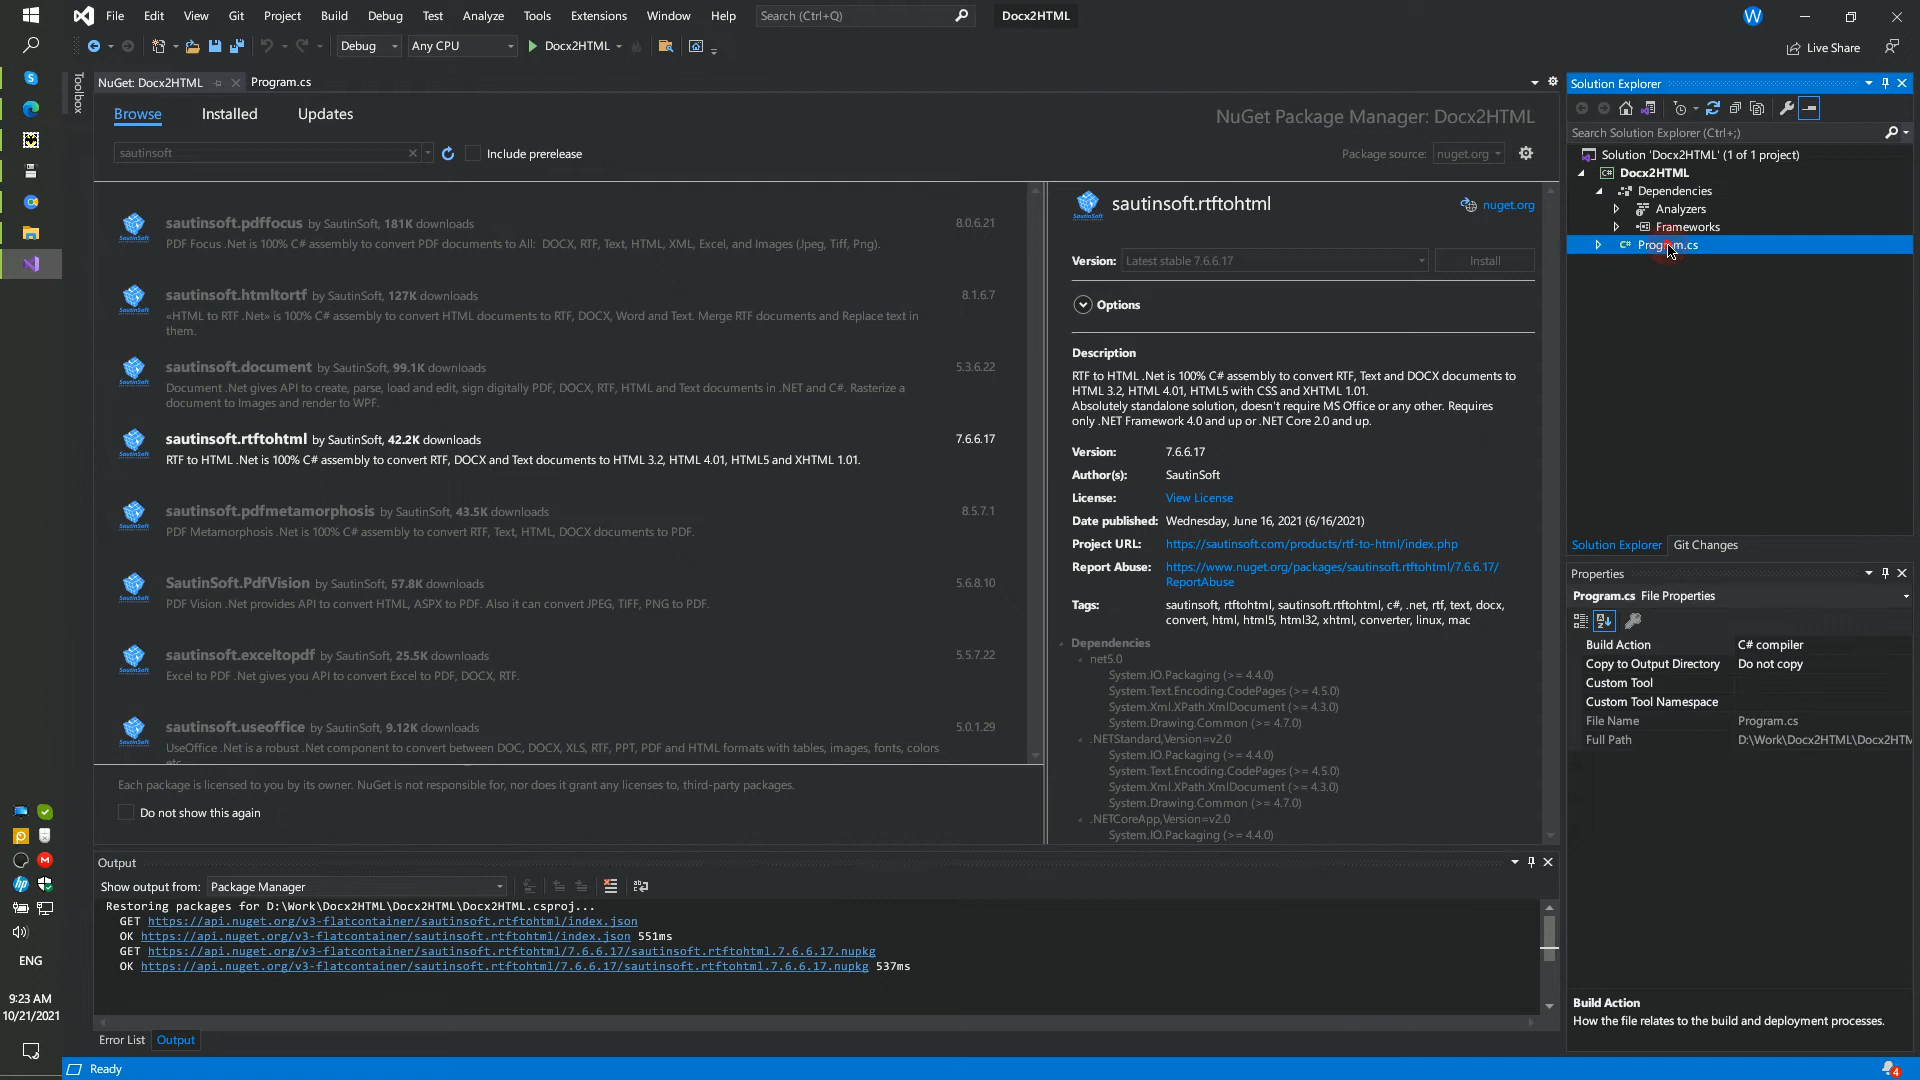 File Edit View Git Project Build Debug Test Analyze Tools Extensions Window Help Search (Ctrl+Q) Docx2HTML W
Debug Any CPU Docx2HTML Live Share
Toolbox
NuGet: Docx2HTML Program.cs
Browse Installed Updates
NuGet Package Manager: Docx2HTML
sautinsoft Include prerelease
Package source: nuget.org
sautinsoft.pdffocus by SautinSoft, 181K downloads 8.0.6.21
PDF Focus .Net is 100% C# assembly to convert PDF documents to All: DOCX, RTF, Text, HTML, XML, Excel, and Images (Jpeg, Tiff, Png).
sautinsoft.htmltortf by SautinSoft, 127K downloads 8.1.6.7
«HTML to RTF .Net» is 100% C# assembly to convert HTML documents to RTF, DOCX, Word and Text. Merge RTF documents and Replace text in
them.
sautinsoft.document by SautinSoft, 99.1K downloads 5.3.6.22
Document .Net gives API to create, parse, load and edit, sign digitally PDF, DOCX, RTF, HTML and Text documents in .NET and C#. Rasterize a
document to Images and render to WPF.
sautinsoft.rtftohtml by SautinSoft, 42.2K downloads 7.6.6.17
RTF to HTML .Net is 100% C# assembly to convert RTF, DOCX and Text documents to HTML 3.2, HTML 4.01, HTML5 and XHTML 1.01.
sautinsoft.pdfmetamorphosis by SautinSoft, 43.5K downloads 8.5.7.1
PDF Metamorphosis .Net is 100% C# assembly to convert RTF, Text, HTML, DOCX documents to PDF.
SautinSoft.PdfVision by SautinSoft, 57.8K downloads 5.6.8.10
PDF Vision .Net provides API to convert HTML, ASPX to PDF. Also it can convert JPEG, TIFF, PNG to PDF.
sautinsoft.exceltopdf by SautinSoft, 25.5K downloads 5.5.7.22
Excel to PDF .Net gives you API to convert Excel to PDF, DOCX, RTF.
sautinsoft.useoffice by SautinSoft, 9.12K downloads 5.0.1.29
UseOffice .Net is a robust .Net component to convert between DOC, DOCX, XLS, RTF, PPT, PDF and HTML formats with tables, images, fonts, colors
etc.
Each package is licensed to you by its owner. NuGet is not responsible for, nor does it grant any licenses to, third-party packages.
Do not show this again
sautinsoft.rtftohtml nuget.org
Version: Latest stable 7.6.6.17 Install
Options
Description
RTF to HTML .Net is 100% C# assembly to convert RTF, Text and DOCX documents to
HTML 3.2, HTML 4.01, HTML5 with CSS and XHTML 1.01.
Absolutely standalone solution, doesn't require MS Office or any other. Requires
only .NET Framework 4.0 and up or .NET Core 2.0 and up.
Version: 7.6.6.17
Author(s): SautinSoft
License: View License
Date published: Wednesday, June 16, 2021 (6/16/2021)
Project URL: https://sautinsoft.com/products/rtf-to-html/index.php
Report Abuse: https://www.nuget.org/packages/sautinsoft.rtftohtml/7.6.6.17/
ReportAbuse
Tags: sautinsoft, rtftohtml, sautinsoft.rtftohtml, c#, .net, rtf, text, docx,
convert, html, html5, html32, xhtml, converter, linux, mac
Dependencies
net5.0
System.IO.Packaging (>= 4.4.0)
System.Text.Encoding.CodePages (>= 4.5.0)
System.Xml.XPath.XmlDocument (>= 4.3.0)
System.Drawing.Common (>= 4.7.0)
.NETStandard,Version=v2.0
System.IO.Packaging (>= 4.4.0)
System.Text.Encoding.CodePages (>= 4.5.0)
System.Xml.XPath.XmlDocument (>= 4.3.0)
System.Drawing.Common (>= 4.7.0)
.NETCoreApp,Version=v2.0
System.IO.Packaging (>= 4.4.0)
Output
Show output from: Package Manager
Restoring packages for D:\Work\Docx2HTML\Docx2HTML\Docx2HTML.csproj...
GET https://api.nuget.org/v3-flatcontainer/sautinsoft.rtftohtml/index.json
OK https://api.nuget.org/v3-flatcontainer/sautinsoft.rtftohtml/index.json 551ms
GET https://api.nuget.org/v3-flatcontainer/sautinsoft.rtftohtml/7.6.6.17/sautinsoft.rtftohtml.7.6.6.17.nupkg
OK https://api.nuget.org/v3-flatcontainer/sautinsoft.rtftohtml/7.6.6.17/sautinsoft.rtftohtml.7.6.6.17.nupkg 537ms
Error List Output
Ready
Solution Explorer
Search Solution Explorer (Ctrl+;)
Solution 'Docx2HTML' (1 of 1 project)
Docx2HTML
Dependencies
Analyzers
Frameworks
Program.cs
Solution Explorer Git Changes
Properties
Program.cs File Properties
Build Action C# compiler
Copy to Output Directory Do not copy
Custom Tool
Custom Tool Namespace
File Name Program.cs
Full Path D:\Work\Docx2HTML\Docx2HTM
Build Action
How the file relates to the build and deployment processes.
4
ENG
9:23 AM
10/21/2021